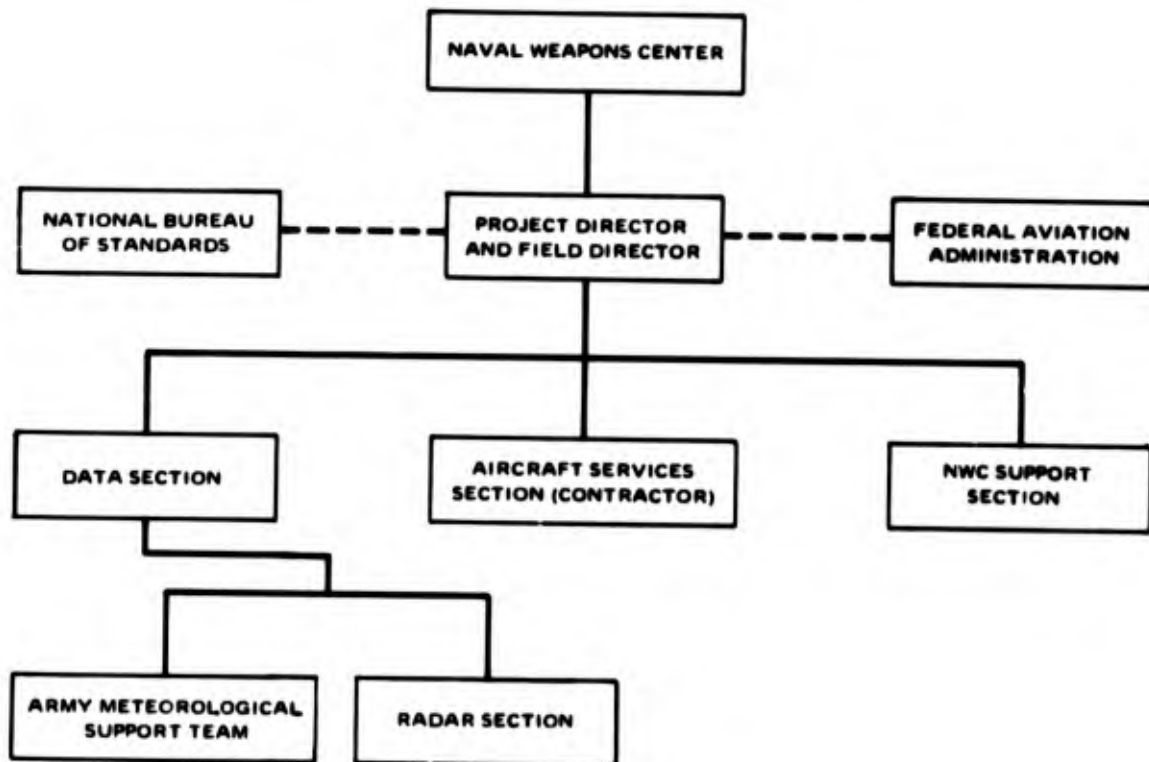 NAVAL WEAPONS CENTER
NATIONAL BUREAU
OF STANDARDS
PROJECT DIRECTOR
AND FIELD DIRECTOR
FEDERAL AVIATION
ADMINISTRATION
DATA SECTION
AIRCRAFT SERVICES
SECTION (CONTRACTOR)
NWC SUPPORT
SECTION
ARMY METEOROLOGICAL
SUPPORT TEAM
RADAR SECTION